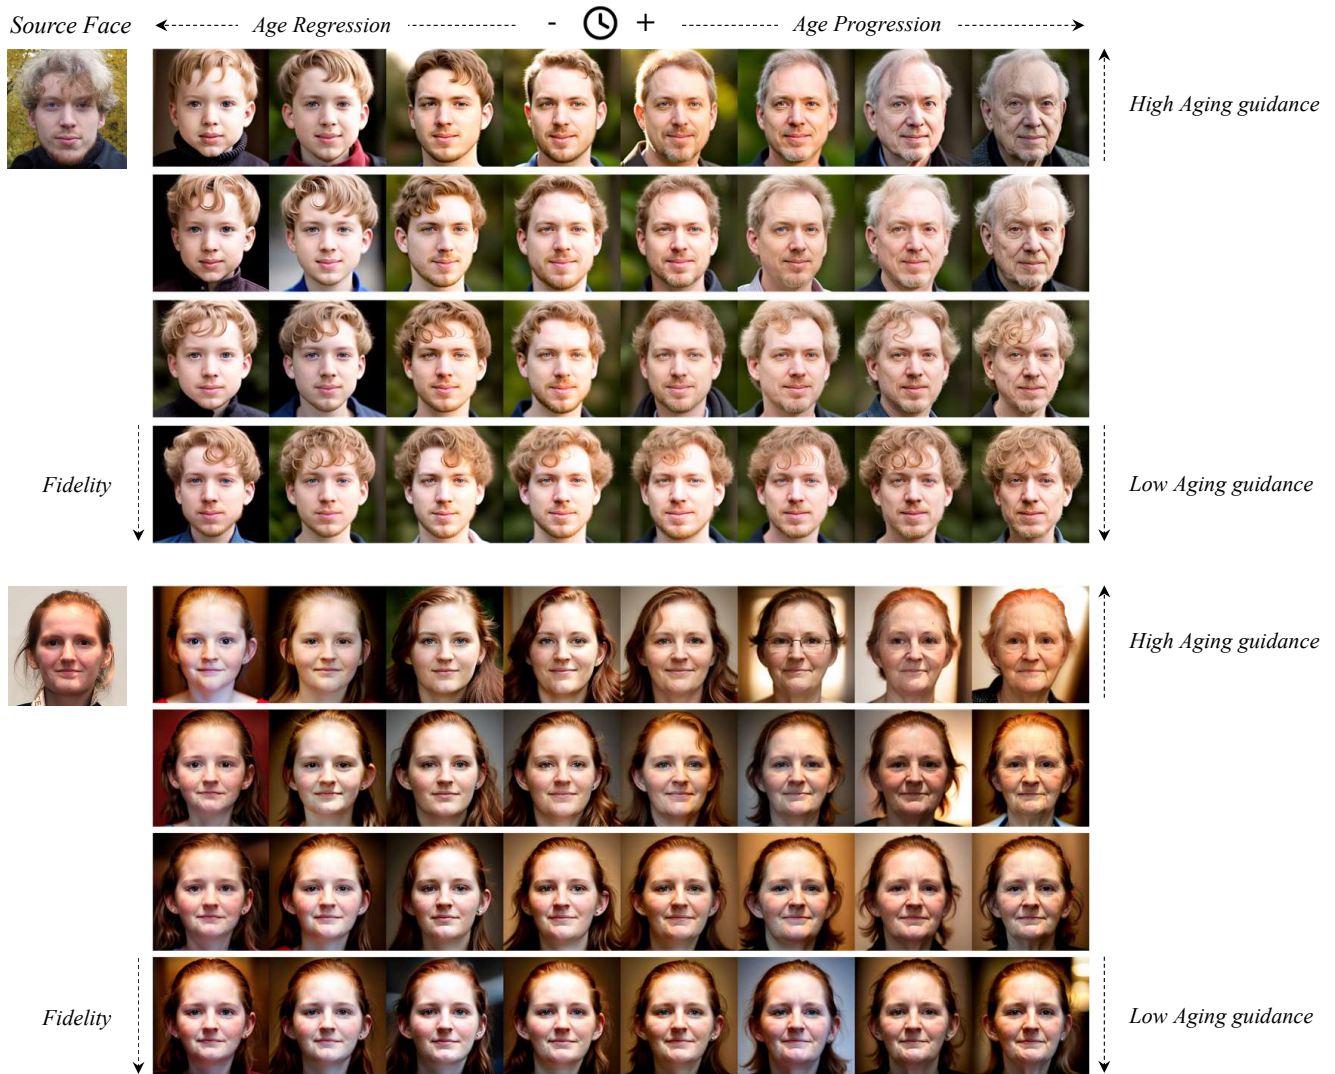 Source Face
Age Regression - + Age Progression
High Aging guidance
Fidelity
Low Aging guidance
High Aging guidance
Fidelity
Low Aging guidance